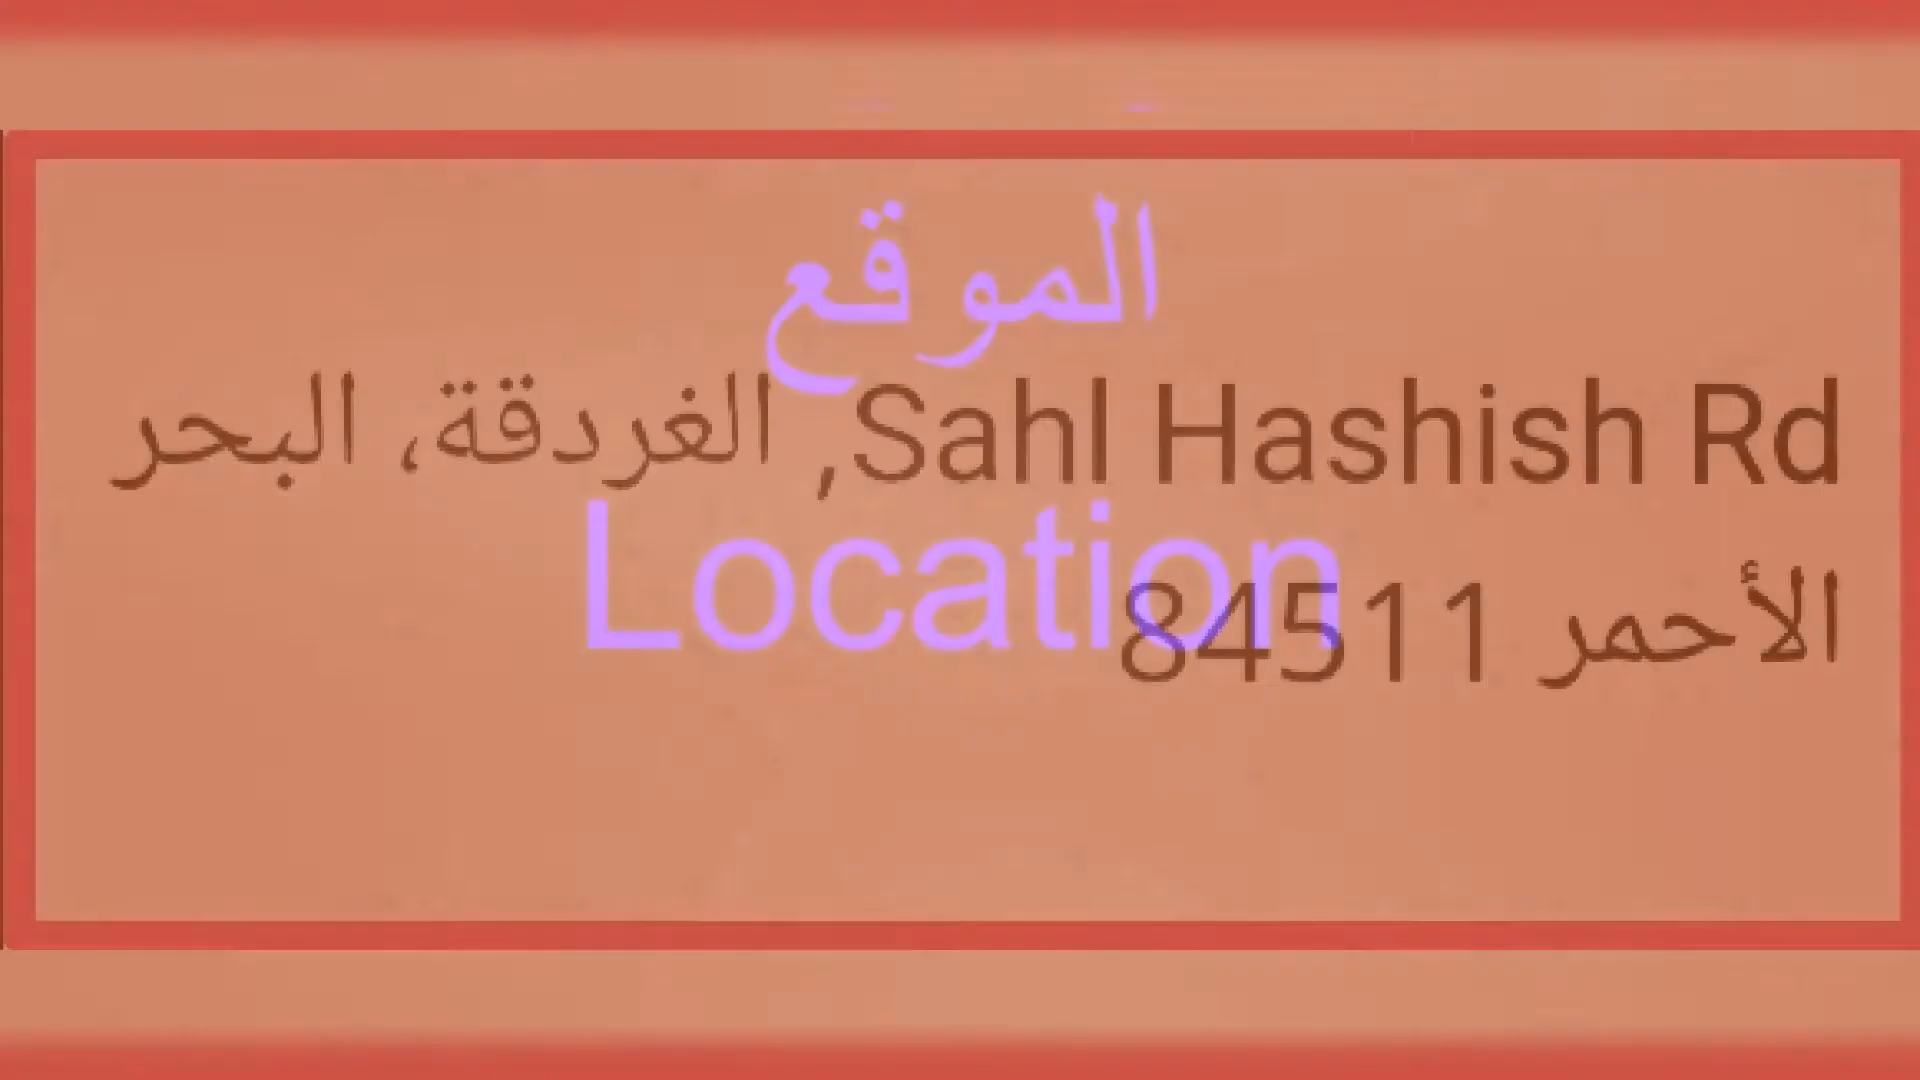 الموقع
Sahl Hashish Rd, الغردقة، البحر
Location
الأحمر 84511